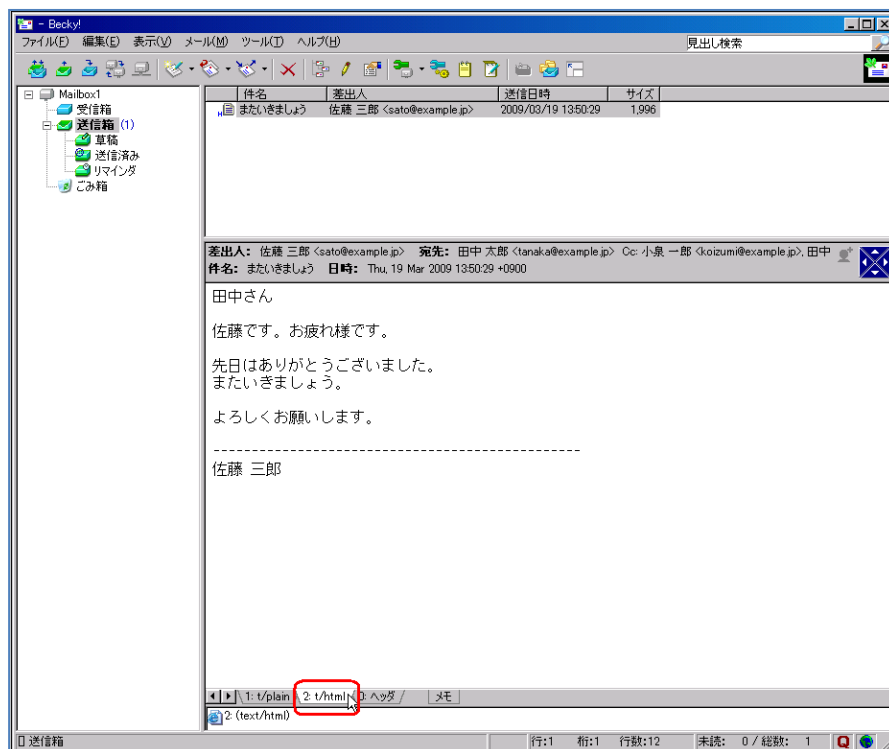 - Becky!
ファイル(F) 編集(E) 表示(V) メール(M) ツール(T) ヘルプ(H)
見出し検索
Mailbox1
受信箱
送信箱 (1)
草稿
送信済み
リマインダ
ごみ箱
件名 差出人 送信日時 サイズ
またいきましょう 佐藤 三郎 <sato@example.jp> 2009/03/19 13:50:29 1,996
差出人: 佐藤 三郎 <sato@example.jp> 宛先: 田中 太郎 <tanaka@example.jp> Cc: 小泉 一郎 <koizumi@example.jp>, 田中
件名: またいきましょう 日時: Thu, 19 Mar 2009 13:50:29 +0900
田中さん
佐藤です。お疲れ様です。
先日はありがとうございました。
またいきましょう。
よろしくお願いします。
------------------------------------------------
佐藤 三郎
1: t/plain 2: t/html 0: ヘッダ メモ
2: (text/html)
送信箱 行:1 桁:1 行数:12 未読: 0 / 総数: 1 Q